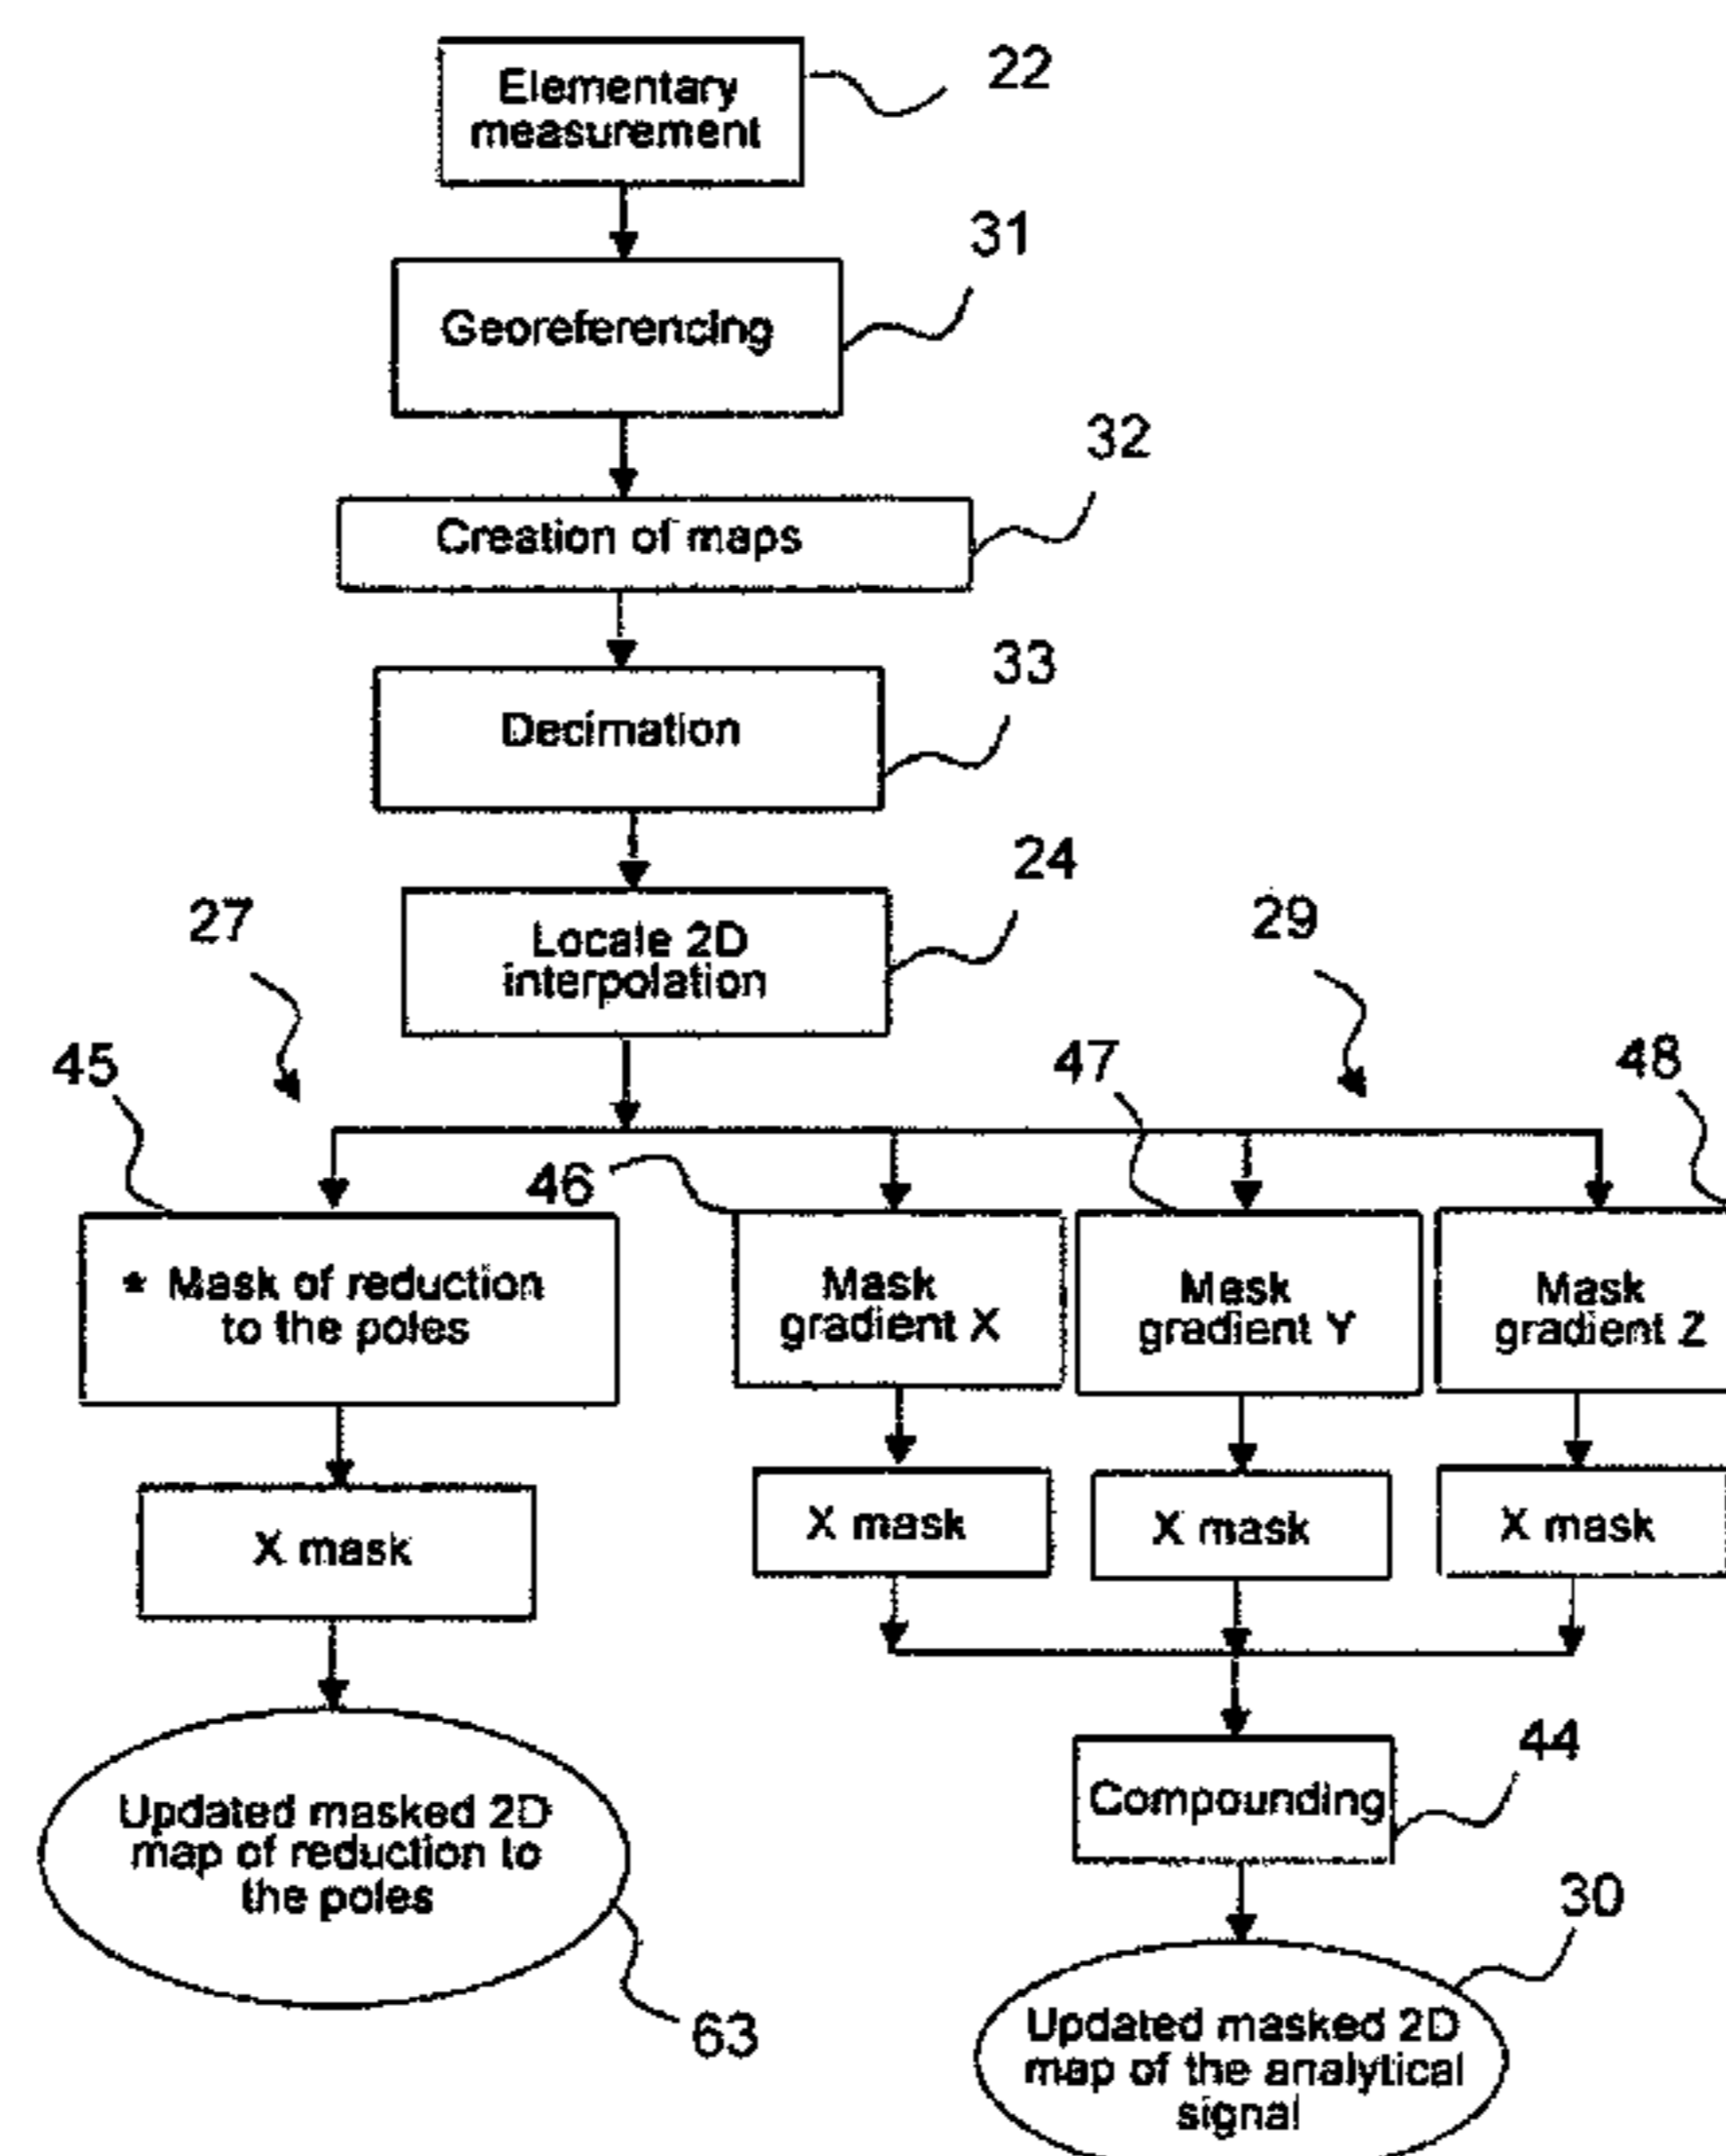 Elementary
measurement
22
Georeferencing
31
Creation of maps
32
Decimation
33
Locale 2D
interpolation
24
27
29
45
46
47
48
* Mask of reduction
to the poles
Mask
gradient X
Mask
gradient Y
Mask
gradient Z
X mask
X mask
X mask
X mask
Updated masked 2D
map of reduction to
the poles
63
Compounding
44
Updated masked 2D
map of the analytical
signal
30